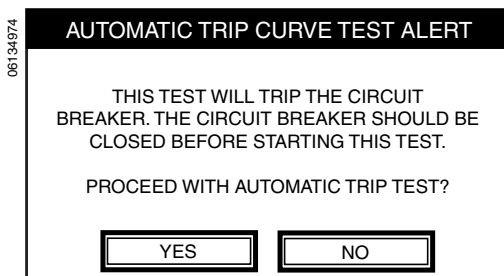 06134974
AUTOMATIC TRIP CURVE TEST ALERT
THIS TEST WILL TRIP THE CIRCUIT
BREAKER. THE CIRCUIT BREAKER SHOULD BE
CLOSED BEFORE STARTING THIS TEST.
PROCEED WITH AUTOMATIC TRIP TEST?
YES
NO